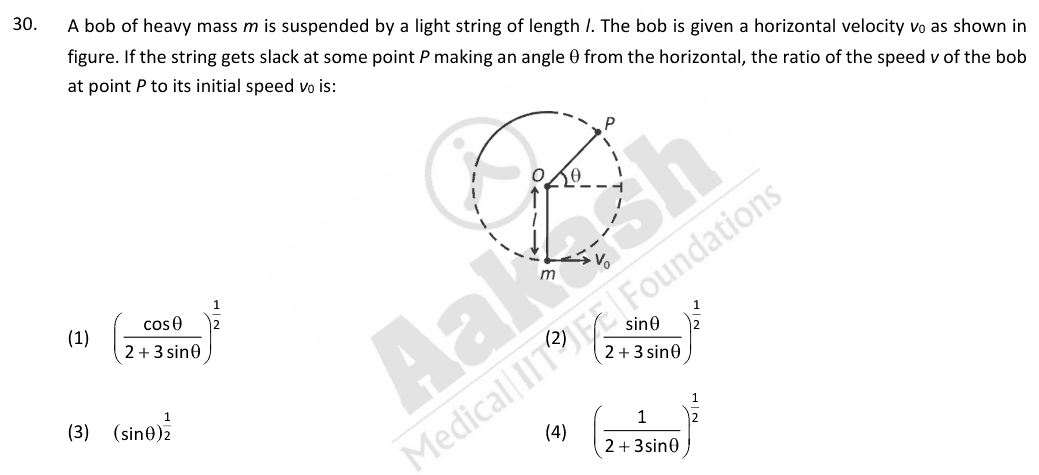 30. A bob of heavy mass m is suspended by a light string of length l. The bob is given a horizontal velocity v₀ as shown in
figure. If the string gets slack at some point P making an angle θ from the horizontal, the ratio of the speed v of the bob
at point P to its initial speed v₀ is:
P
O θ
l
V₀
m
(1) (cosθ / (2 + 3 sinθ))^(1/2)
(2) (sinθ / (2 + 3 sinθ))^(1/2)
(3) (sinθ)^(1/2)
(4) (1 / (2 + 3sinθ))^(1/2)
Aakash
Medical|IIT-JEE|Foundations